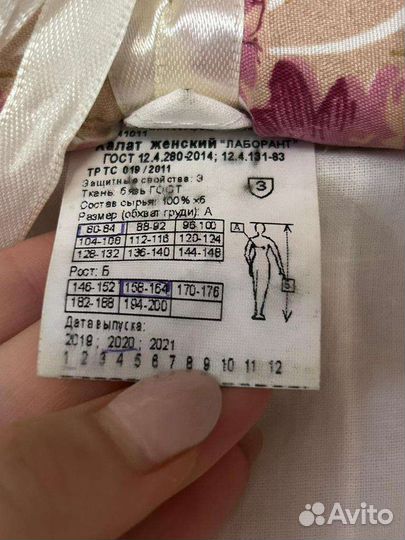 41011
Халат женский "ЛАБОРАНТ"
ГОСТ 12.4.280-2014; 12.4.131-83
ТР ТС 019/2011
Защитные свойства: З
З
Ткань: бязь ГОСТ
Состав сырья: 100% хб
Размер (обхват груди): А
80-84 88-92 96-100
104-108 112-116 120-124
128-132 136-140 144-148
А
Б
Рост: Б
146-152 158-164 170-176
182-188 194-200
Дата выпуска:
2019; 2020; 2021
1 2 3 4 5 6 7 8 9 10 11 12
Avito